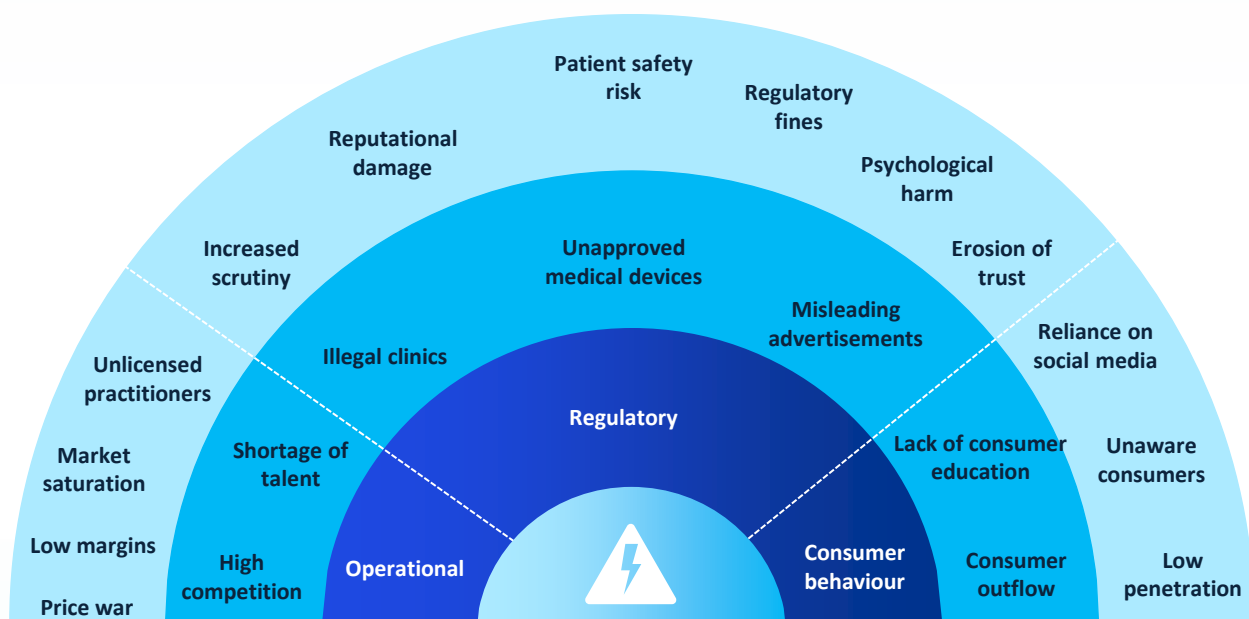 Patient safety
risk
Regulatory
fines
Reputational
damage
Psychological
harm
Increased
scrutiny
Erosion of
trust
Unapproved
medical devices
Misleading
advertisements
Illegal clinics
Reliance on
social media
Unlicensed
practitioners
Regulatory
Shortage of
talent
Lack of consumer
education
Market
saturation
Unaware
consumers
Low margins
High
competition
Operational
Consumer
behaviour
Consumer
outflow
Low
penetration
Price war